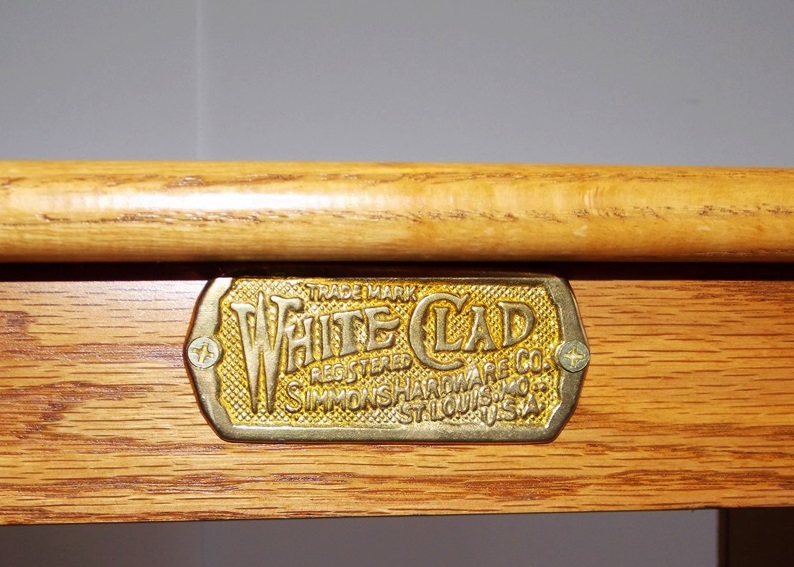 TRADE MARK
WHITE CLAD
REGISTERED
SIMMONS HARDWARE CO.
ST LOUIS, MO.
U.S.A.